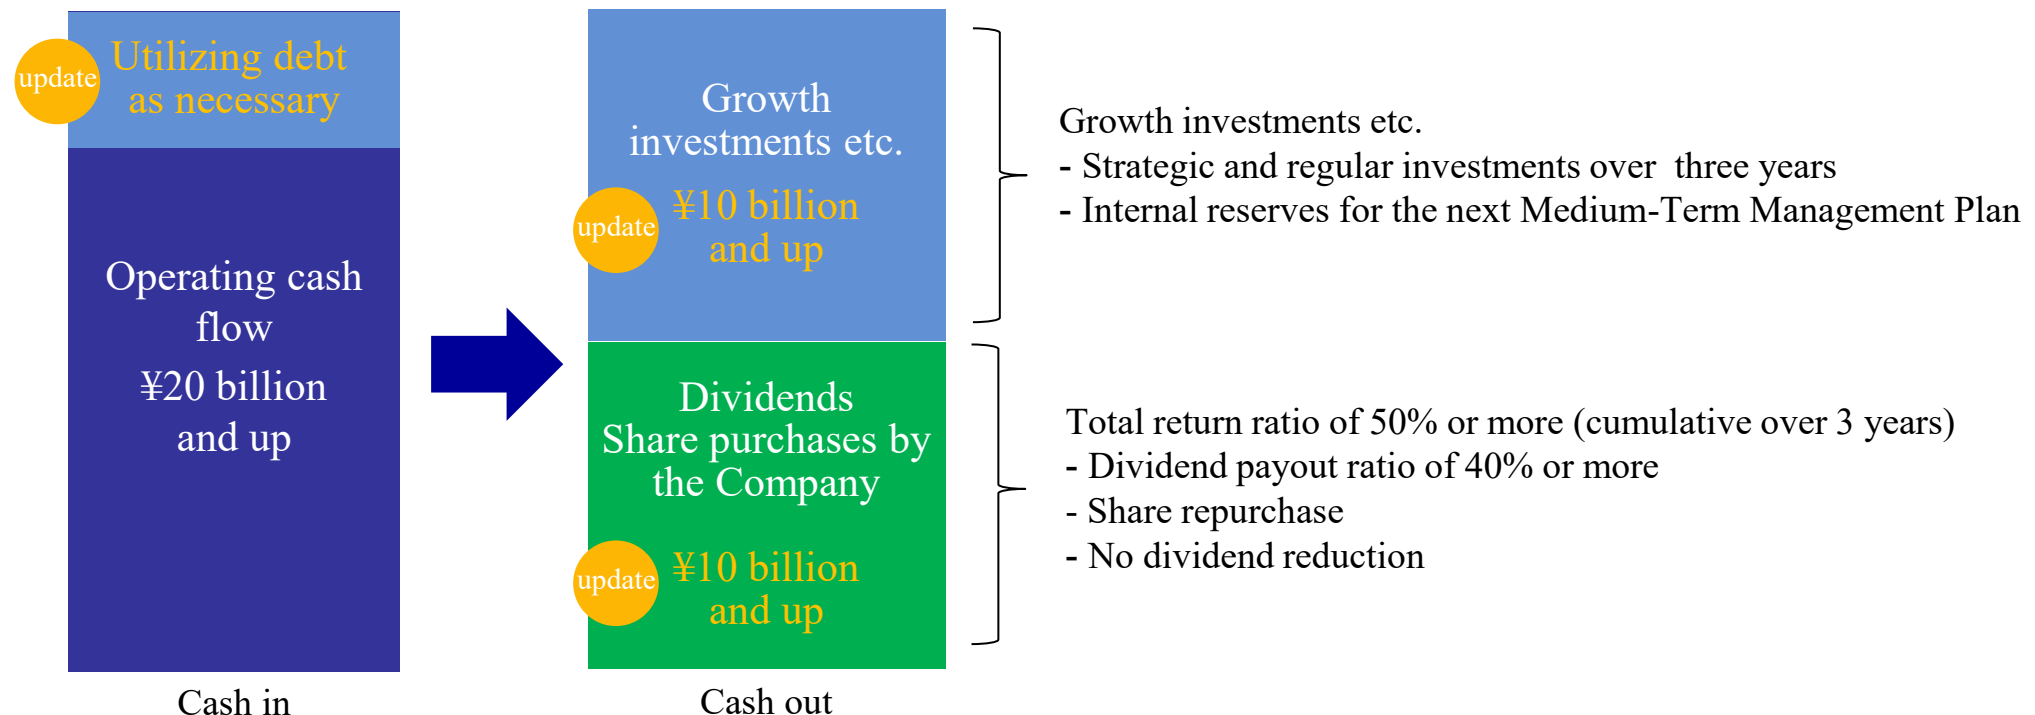 update
Utilizing debt
as necessary
Operating cash
flow
¥20 billion
and up
Cash in
Growth
investments etc.
update
¥10 billion
and up
Dividends
Share purchases by
the Company
update
¥10 billion
and up
Cash out
Growth investments etc.
- Strategic and regular investments over three years
- Internal reserves for the next Medium-Term Management Plan
Total return ratio of 50% or more (cumulative over 3 years)
- Dividend payout ratio of 40% or more
- Share repurchase
- No dividend reduction